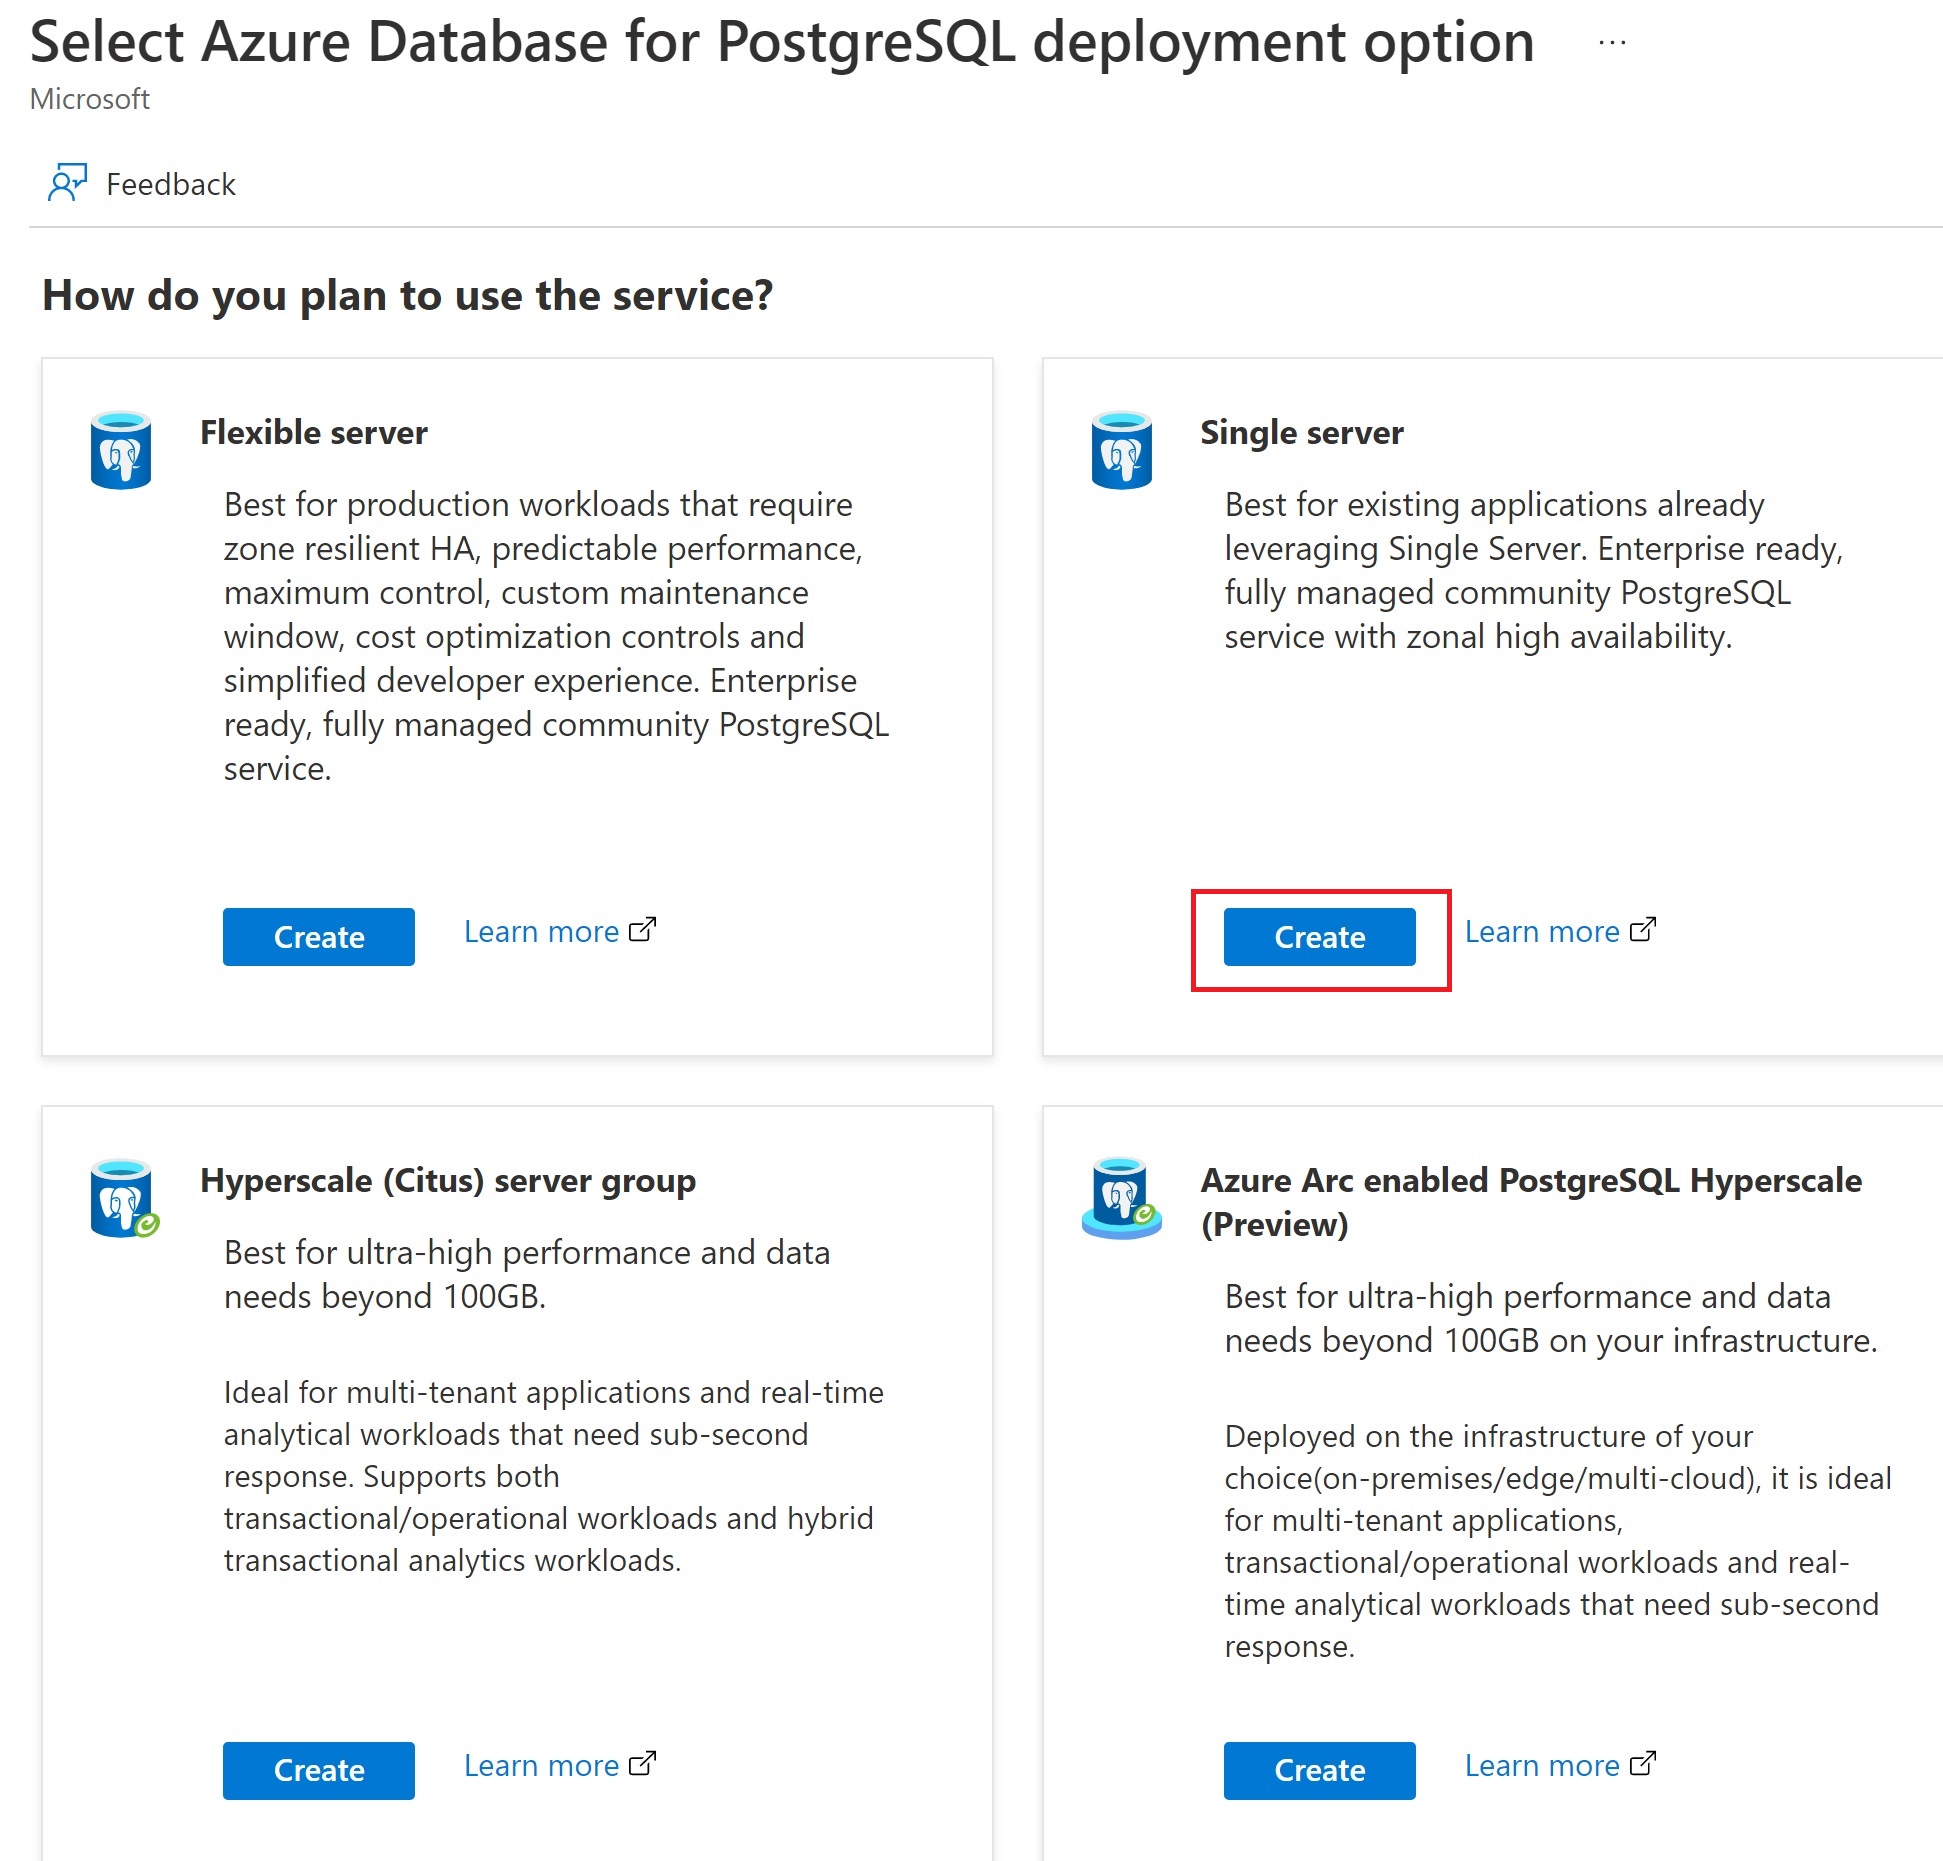 Select Azure Database for PostgreSQL deployment option ...
Microsoft
Feedback
How do you plan to use the service?
Flexible server
Best for production workloads that require
zone resilient HA, predictable performance,
maximum control, custom maintenance
window, cost optimization controls and
simplified developer experience. Enterprise
ready, fully managed community PostgreSQL
service.
Create
Learn more
Single server
Best for existing applications already
leveraging Single Server. Enterprise ready,
fully managed community PostgreSQL
service with zonal high availability.
Create
Learn more
Hyperscale (Citus) server group
Best for ultra-high performance and data
needs beyond 100GB.
Ideal for multi-tenant applications and real-time
analytical workloads that need sub-second
response. Supports both
transactional/operational workloads and hybrid
transactional analytics workloads.
Create
Learn more
Azure Arc enabled PostgreSQL Hyperscale
(Preview)
Best for ultra-high performance and data
needs beyond 100GB on your infrastructure.
Deployed on the infrastructure of your
choice(on-premises/edge/multi-cloud), it is ideal
for multi-tenant applications,
transactional/operational workloads and real-
time analytical workloads that need sub-second
response.
Create
Learn more